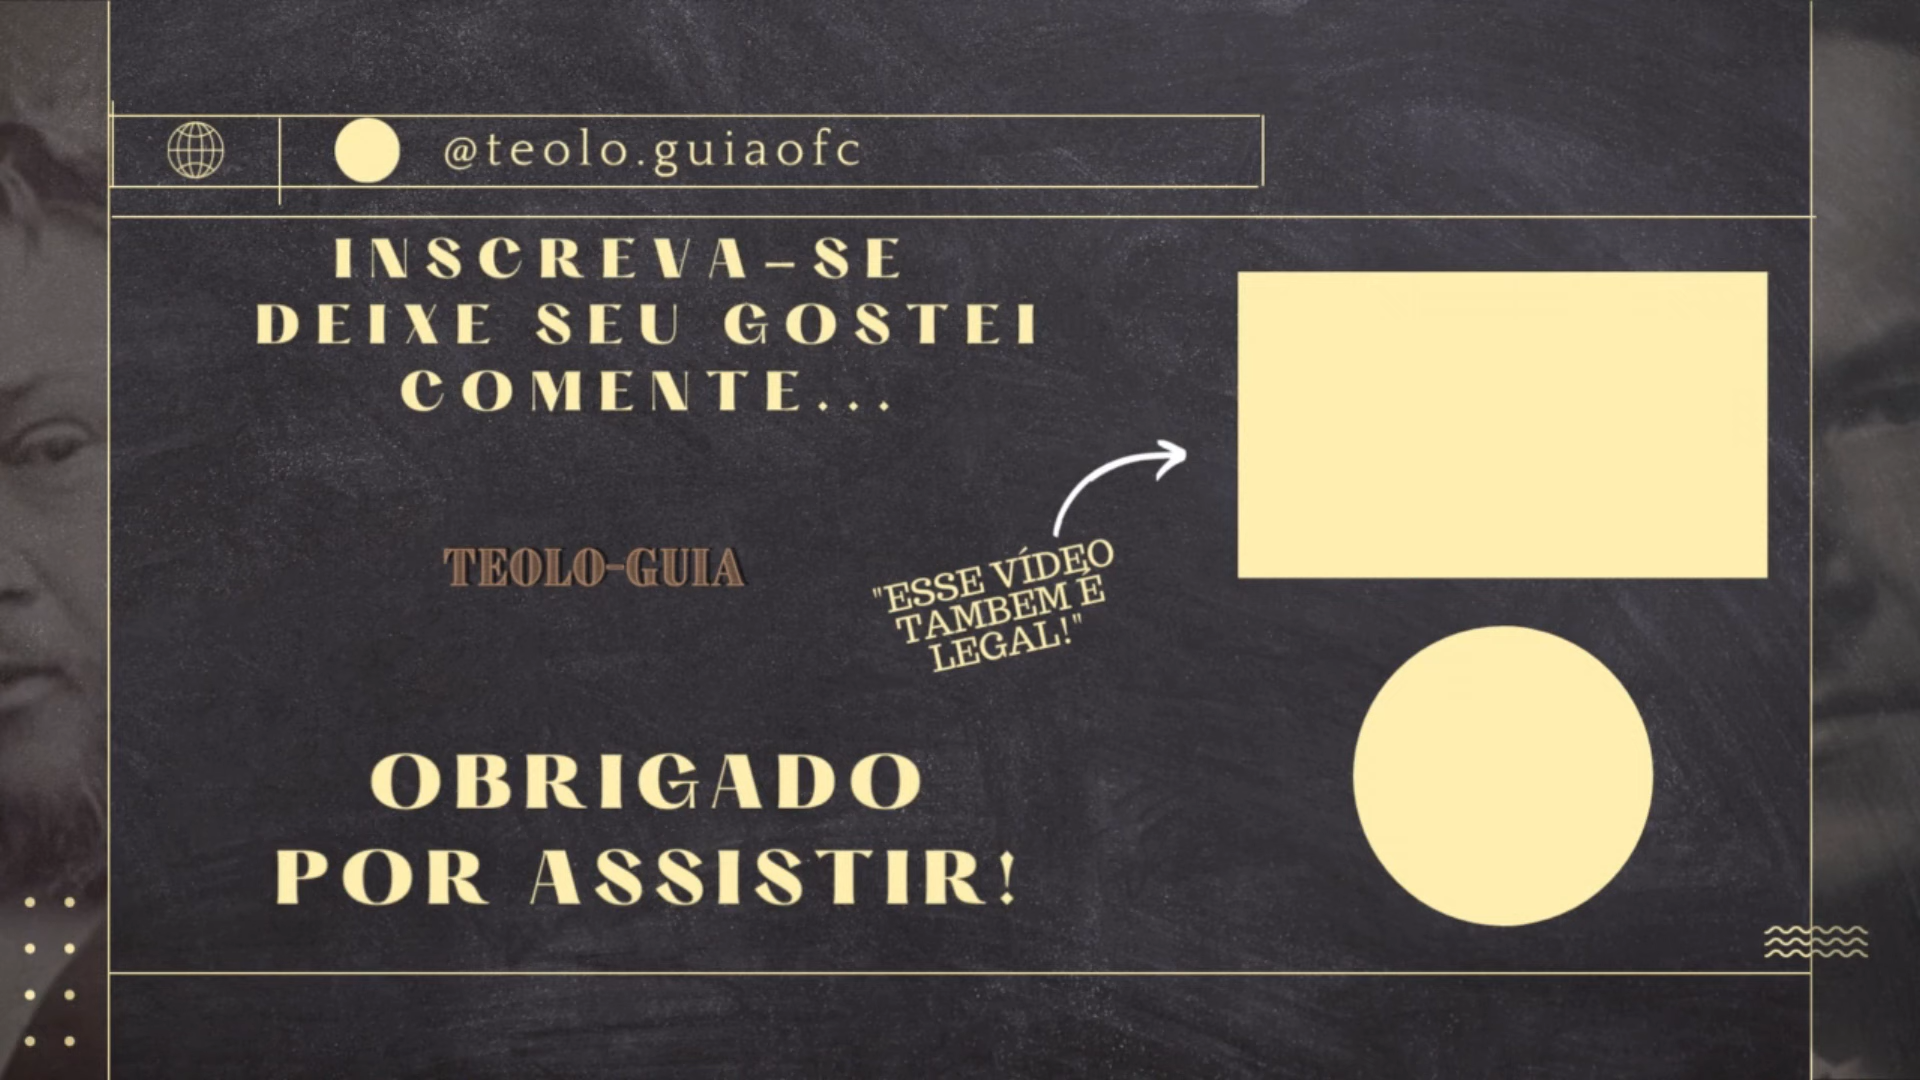 @teolo.guiaofc
INSCREVA-SE
DEIXE SEU GOSTEI
COMENTE...
TEOLO-GUIA
"ESSE VÍDEO
TAMBEM É
LEGAL!"
OBRIGADO
POR ASSISTIR!